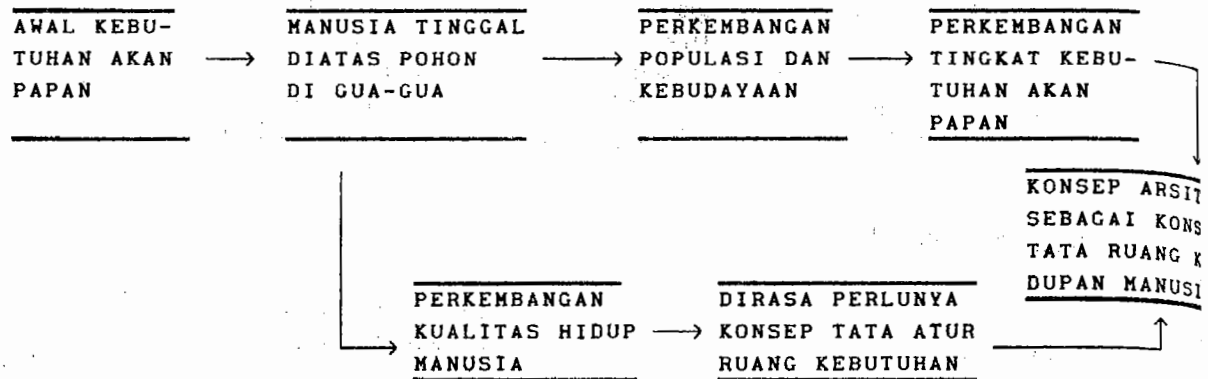 AWAL KEBU-
TUHAN AKAN
PAPAN
MANUSIA TINGGAL
DIATAS POHON
DI GUA-GUA
PERKEMBANGAN
POPULASI DAN
KEBUDAYAAN
PERKEMBANGAN
TINGKAT KEBU-
TUHAN AKAN
PAPAN
KONSEP ARSIT
SEBAGAI KONS
TATA RUANG K
DUPAN MANUSI
PERKEMBANGAN
KUALITAS HIDUP
MANUSIA
DIRASA PERLUNYA
KONSEP TATA ATUR
RUANG KEBUTUHAN